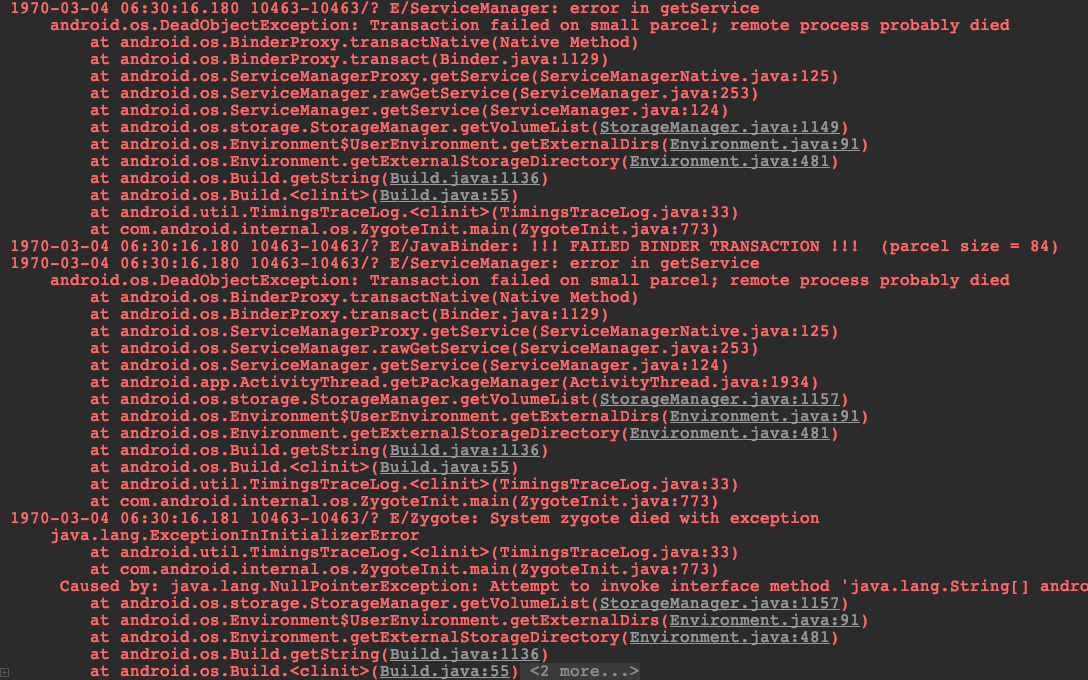 1970-03-04 06:30:16.180 10463-10463/? E/ServiceManager: error in getService
android.os.DeadObjectException: Transaction failed on small parcel; remote process probably died
at android.os.BinderProxy.transactNative(Native Method)
at android.os.BinderProxy.transact(Binder.java:1129)
at android.os.ServiceManagerProxy.getService(ServiceManagerNative.java:125)
at android.os.ServiceManager.rawGetService(ServiceManager.java:253)
at android.os.ServiceManager.getService(ServiceManager.java:124)
at android.os.storage.StorageManager.getVolumeList(StorageManager.java:1149)
at android.os.Environment$UserEnvironment.getExternalDirs(Environment.java:91)
at android.os.Environment.getExternalStorageDirectory(Environment.java:481)
at android.os.Build.getString(Build.java:1136)
at android.os.Build.<clinit>(Build.java:55)
at android.util.TimingsTraceLog.<clinit>(TimingsTraceLog.java:33)
at com.android.internal.os.ZygoteInit.main(ZygoteInit.java:773)
1970-03-04 06:30:16.180 10463-10463/? E/JavaBinder: !!! FAILED BINDER TRANSACTION !!!  (parcel size = 84)
1970-03-04 06:30:16.180 10463-10463/? E/ServiceManager: error in getService
android.os.DeadObjectException: Transaction failed on small parcel; remote process probably died
at android.os.BinderProxy.transactNative(Native Method)
at android.os.BinderProxy.transact(Binder.java:1129)
at android.os.ServiceManagerProxy.getService(ServiceManagerNative.java:125)
at android.os.ServiceManager.rawGetService(ServiceManager.java:253)
at android.os.ServiceManager.getService(ServiceManager.java:124)
at android.app.ActivityThread.getPackageManager(ActivityThread.java:1934)
at android.os.storage.StorageManager.getVolumeList(StorageManager.java:1157)
at android.os.Environment$UserEnvironment.getExternalDirs(Environment.java:91)
at android.os.Environment.getExternalStorageDirectory(Environment.java:481)
at android.os.Build.getString(Build.java:1136)
at android.os.Build.<clinit>(Build.java:55)
at android.util.TimingsTraceLog.<clinit>(TimingsTraceLog.java:33)
at com.android.internal.os.ZygoteInit.main(ZygoteInit.java:773)
1970-03-04 06:30:16.181 10463-10463/? E/Zygote: System zygote died with exception
java.lang.ExceptionInInitializerError
at android.util.TimingsTraceLog.<clinit>(TimingsTraceLog.java:33)
at com.android.internal.os.ZygoteInit.main(ZygoteInit.java:773)
Caused by: java.lang.NullPointerException: Attempt to invoke interface method 'java.lang.String[] andro
at android.os.storage.StorageManager.getVolumeList(StorageManager.java:1157)
at android.os.Environment$UserEnvironment.getExternalDirs(Environment.java:91)
at android.os.Environment.getExternalStorageDirectory(Environment.java:481)
at android.os.Build.getString(Build.java:1136)
at android.os.Build.<clinit>(Build.java:55) <2 more...>